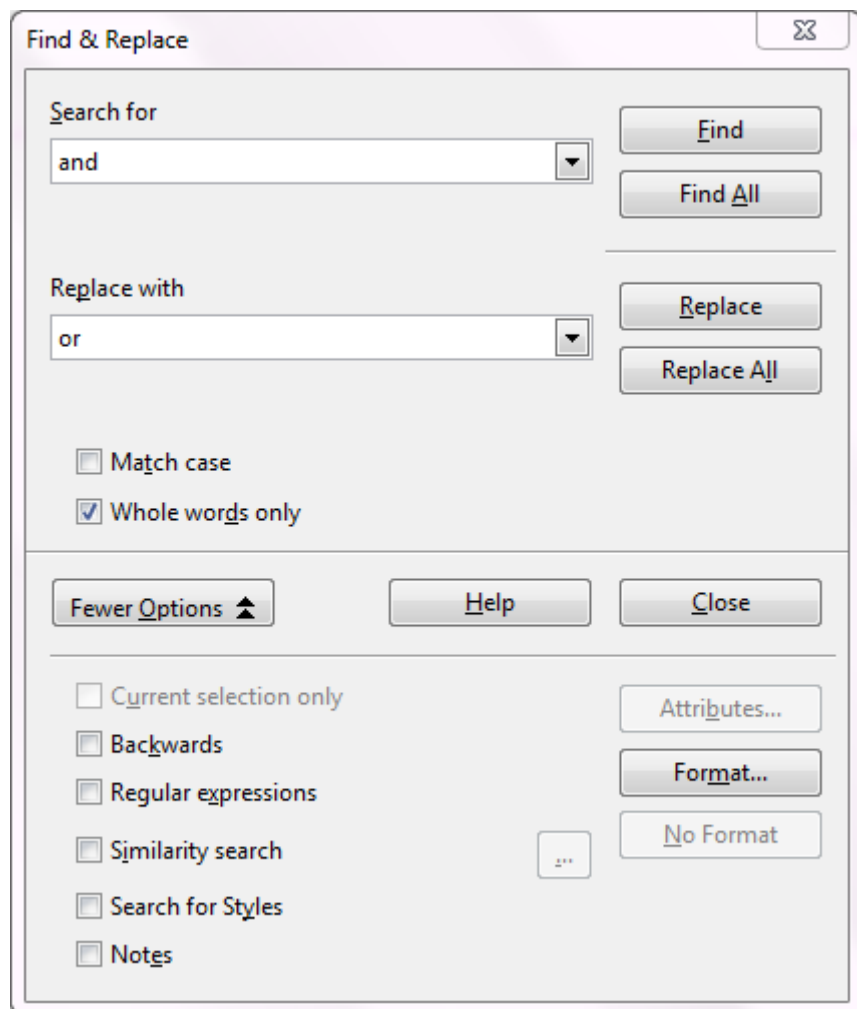 Find & Replace
Search for
and
Find
Find All
Replace with
or
Replace
Replace All
Match case
Whole words only
Fewer Options
Help
Close
Current selection only
Attributes...
Backwards
Format...
Regular expressions
No Format
Similarity search
...
Search for Styles
Notes